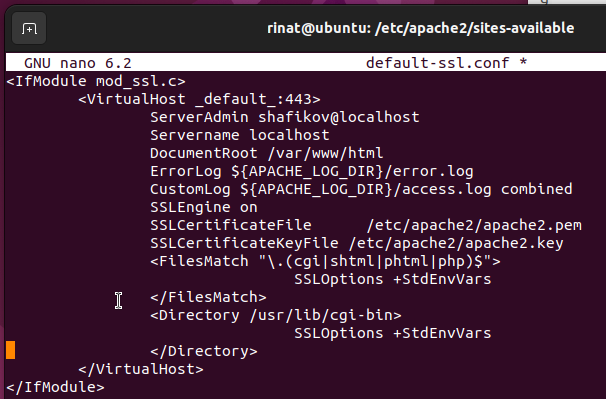 rinat@ubuntu: /etc/apache2/sites-available
GNU nano 6.2 default-ssl.conf *
<IfModule mod_ssl.c>
<VirtualHost _default_:443>
ServerAdmin shafikov@localhost
Servername localhost
DocumentRoot /var/www/html
ErrorLog ${APACHE_LOG_DIR}/error.log
CustomLog ${APACHE_LOG_DIR}/access.log combined
SSLEngine on
SSLCertificateFile /etc/apache2/apache2.pem
SSLCertificateKeyFile /etc/apache2/apache2.key
<FilesMatch "\.(cgi|shtml|phtml|php)$">
SSLOptions +StdEnvVars
</FilesMatch>
<Directory /usr/lib/cgi-bin>
SSLOptions +StdEnvVars
</Directory>
</VirtualHost>
</IfModule>